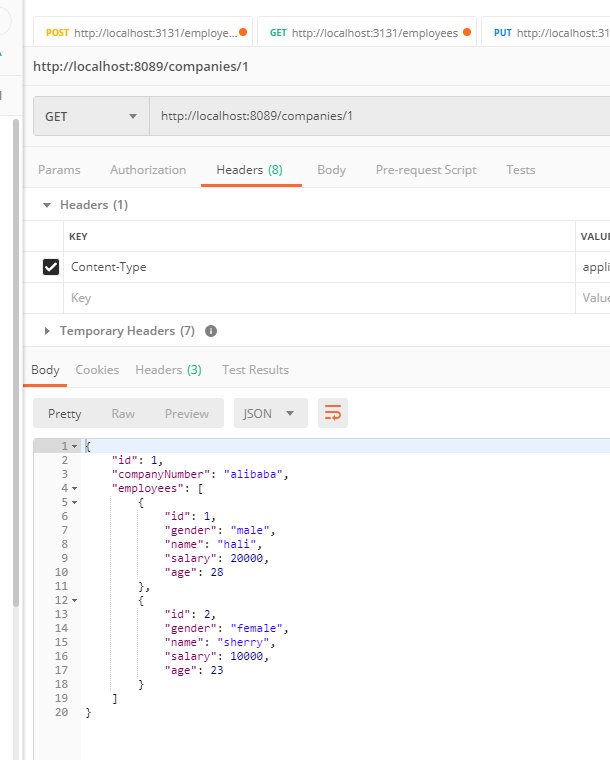 POST http://localhost:3131/employe...
GET http://localhost:3131/employees
PUT http://localhost:31
http://localhost:8089/companies/1
GET http://localhost:8089/companies/1
Params Authorization Headers (8) Body Pre-request Script Tests
Headers (1)
KEY VALUE
Content-Type appli
Key Value
Temporary Headers (7)
Body Cookies Headers (3) Test Results
Pretty Raw Preview JSON
1 {
2 "id": 1,
3 "companyNumber": "alibaba",
4 "employees": [
5 {
6 "id": 1,
7 "gender": "male",
8 "name": "hali",
9 "salary": 20000,
10 "age": 28
11 },
12 {
13 "id": 2,
14 "gender": "female",
15 "name": "sherry",
16 "salary": 10000,
17 "age": 23
18 }
19 ]
20 }